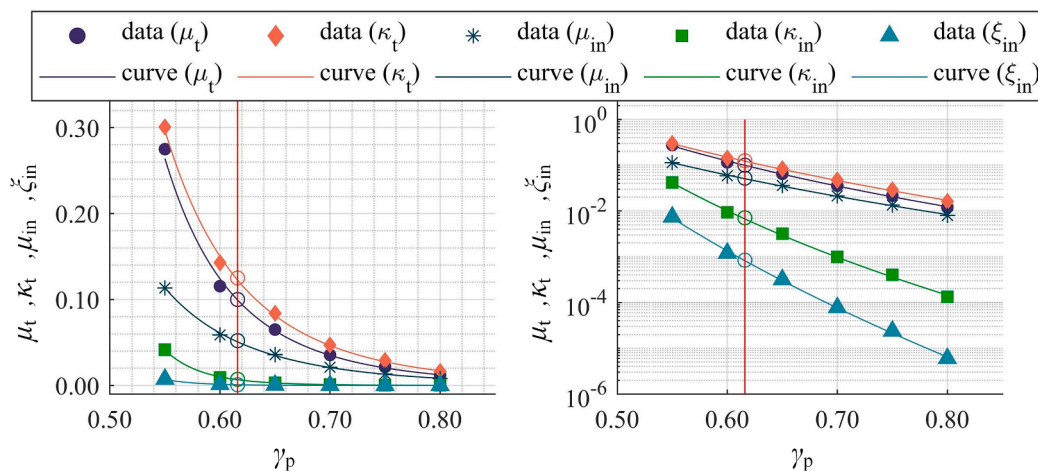 data (μt) data (κt) data (μin) data (κin) data (ξin)
curve (μt) curve (κt) curve (μin) curve (κin) curve (ξin)
μt ,κt ,μin ,ξin
0.30
0.20
0.10
0.00
0.50 0.60 0.70 0.80
γp
μt ,κt ,μin ,ξin
10^0
10^-2
10^-4
10^-6
0.50 0.60 0.70 0.80
γp